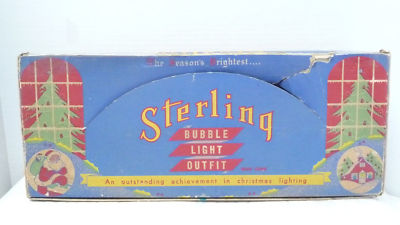 The Season's Brightest....
Sterling
BUBBLE
LIGHT
OUTFIT
An outstanding achievement in christmas lighting.